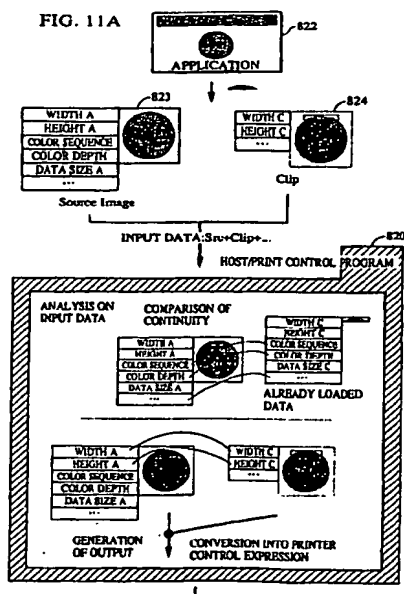 FIG. 11A
822
APPLICATION
823
WIDTH A
HEIGHT A
COLOR SEQUENCE
COLOR DEPTH
DATA SIZE A
...
Source Image
824
WIDTH C
HEIGHT C
...
Clip
INPUT DATA:Src+Clip+...
820
HOST/PRINT CONTROL PROGRAM
ANALYSIS ON
INPUT DATA
COMPARISON OF
CONTINUITY
WIDTH A
HEIGHT A
COLOR SEQUENCE
COLOR DEPTH
DATA SIZE A
...
WIDTH C
HEIGHT C
COLOR SEQUENCE
COLOR DEPTH
DATA SIZE C
...
ALREADY LOADED
DATA
WIDTH A
HEIGHT A
COLOR SEQUENCE
COLOR DEPTH
DATA SIZE A
...
WIDTH C
HEIGHT C
...
GENERATION
OF OUTPUT
CONVERSION INTO PRINTER
CONTROL EXPRESSION